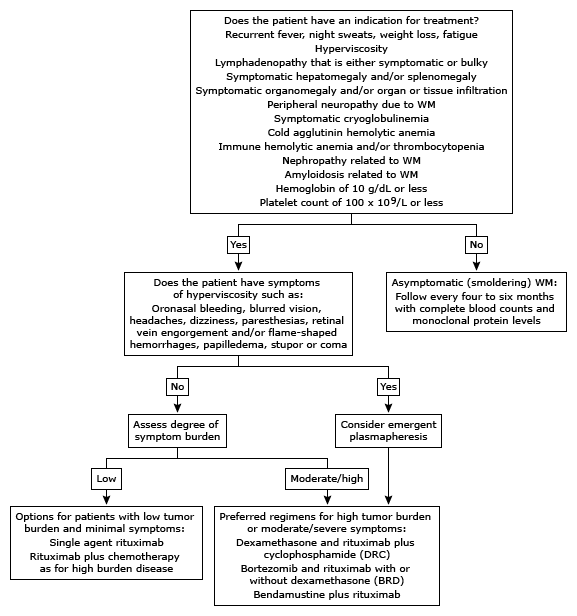 Does the patient have an indication for treatment?
Recurrent fever, night sweats, weight loss, fatigue
Hyperviscosity
Lymphadenopathy that is either symptomatic or bulky
Symptomatic hepatomegaly and/or splenomegaly
Symptomatic organomegaly and/or organ or tissue infiltration
Peripheral neuropathy due to WM
Symptomatic cryoglobulinemia
Cold agglutinin hemolytic anemia
Immune hemolytic anemia and/or thrombocytopenia
Nephropathy related to WM
Amyloidosis related to WM
Hemoglobin of 10 g/dL or less
Platelet count of 100 x 10⁹/L or less
Yes
No
Does the patient have symptoms
of hyperviscosity such as:
Oronasal bleeding, blurred vision,
headaches, dizziness, paresthesias, retinal
vein engorgement and/or flame-shaped
hemorrhages, papilledema, stupor or coma
Asymptomatic (smoldering) WM:
Follow every four to six months
with complete blood counts and
monoclonal protein levels
No
Yes
Assess degree of
symptom burden
Consider emergent
plasmapheresis
Low
Moderate/high
Options for patients with low tumor
burden and minimal symptoms:
Single agent rituximab
Rituximab plus chemotherapy
as for high burden disease
Preferred regimens for high tumor burden
or moderate/severe symptoms:
Dexamethasone and rituximab plus
cyclophosphamide (DRC)
Bortezomib and rituximab with or
without dexamethasone (BRD)
Bendamustine plus rituximab